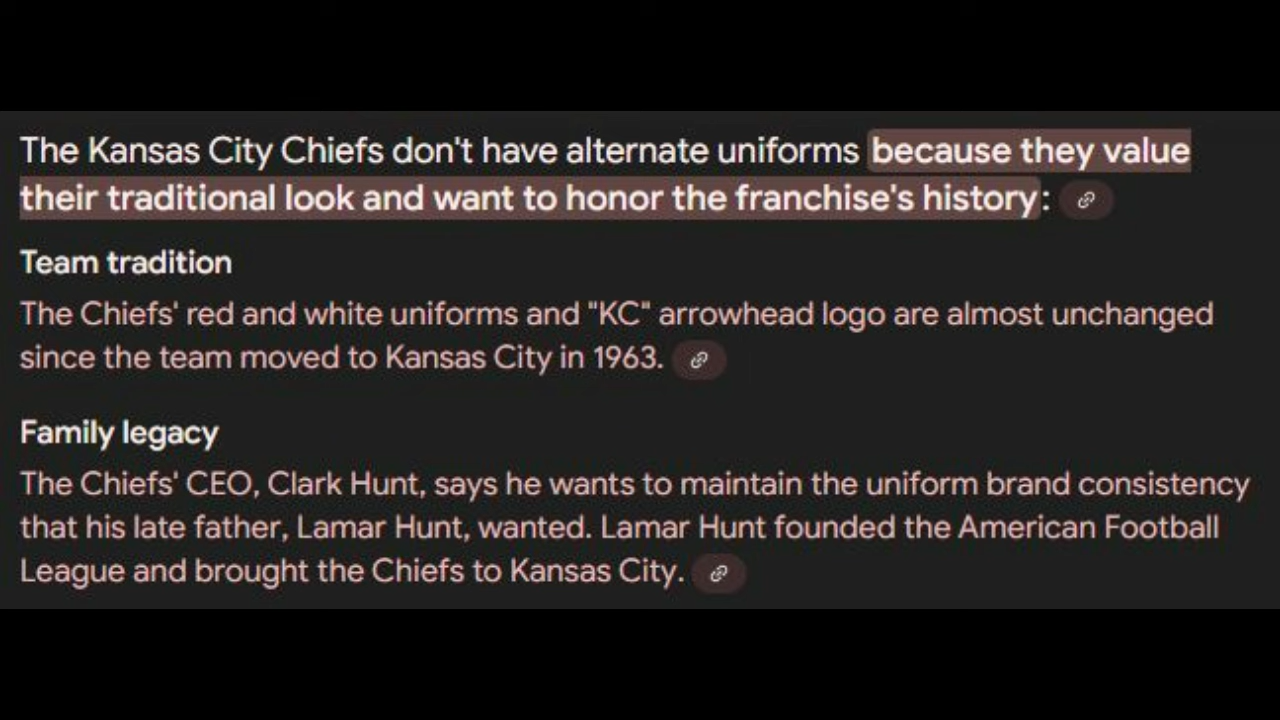 The Kansas City Chiefs don't have alternate uniforms because they value
their traditional look and want to honor the franchise's history:
Team tradition
The Chiefs' red and white uniforms and "KC" arrowhead logo are almost unchanged
since the team moved to Kansas City in 1963.
Family legacy
The Chiefs' CEO, Clark Hunt, says he wants to maintain the uniform brand consistency
that his late father, Lamar Hunt, wanted. Lamar Hunt founded the American Football
League and brought the Chiefs to Kansas City.